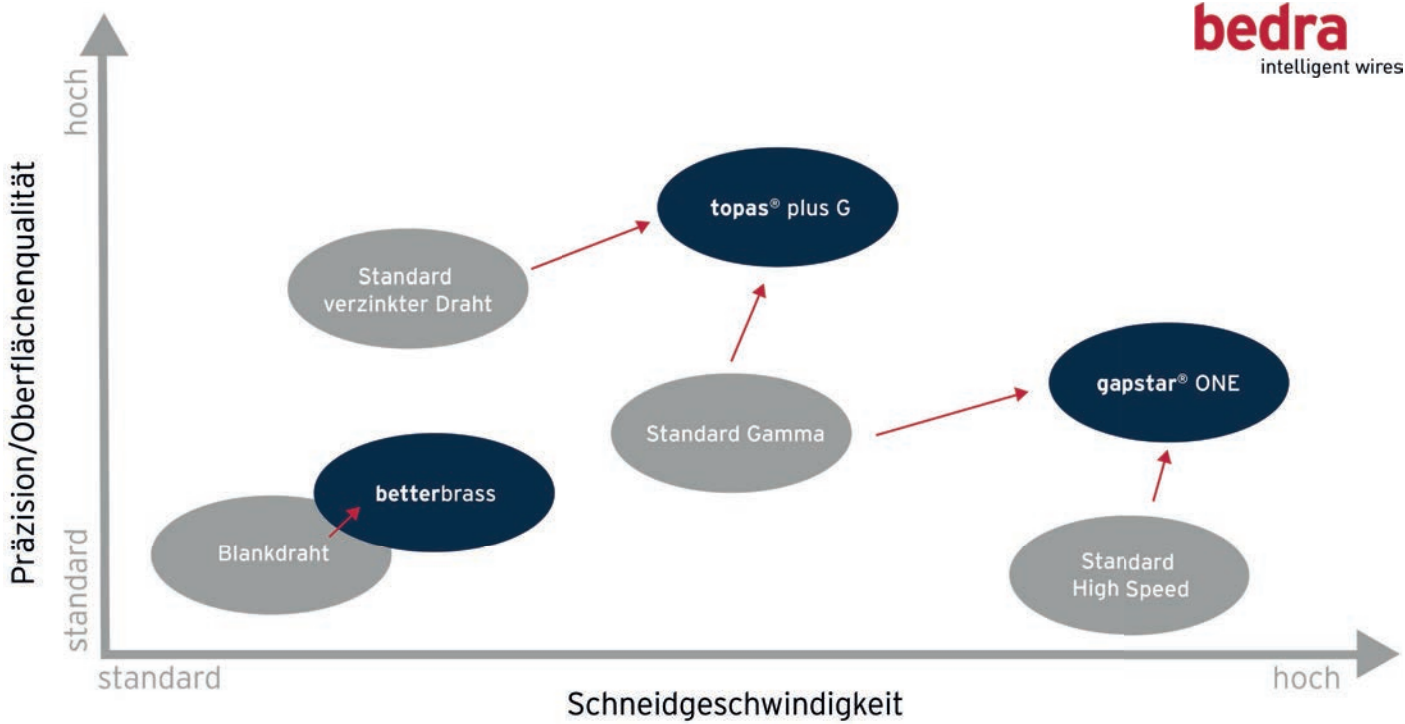 bedra
intelligent wires
hoch
Präzision/Oberflächenqualität
standard
topas® plus G
Standard
verzinkter Draht
gapstar® ONE
Standard Gamma
betterbrass
Blankdraht
Standard
High Speed
standard
hoch
Schneidgeschwindigkeit